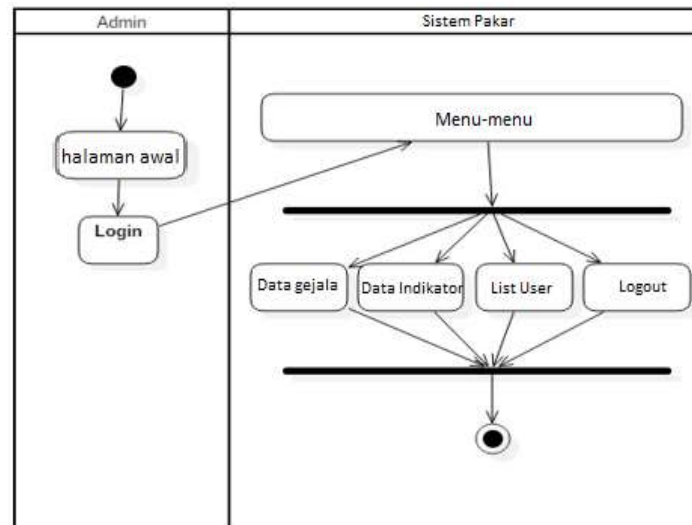 Admin
Sistem Pakar
halaman awal
Login
Menu-menu
Data gejala
Data Indikator
List User
Logout